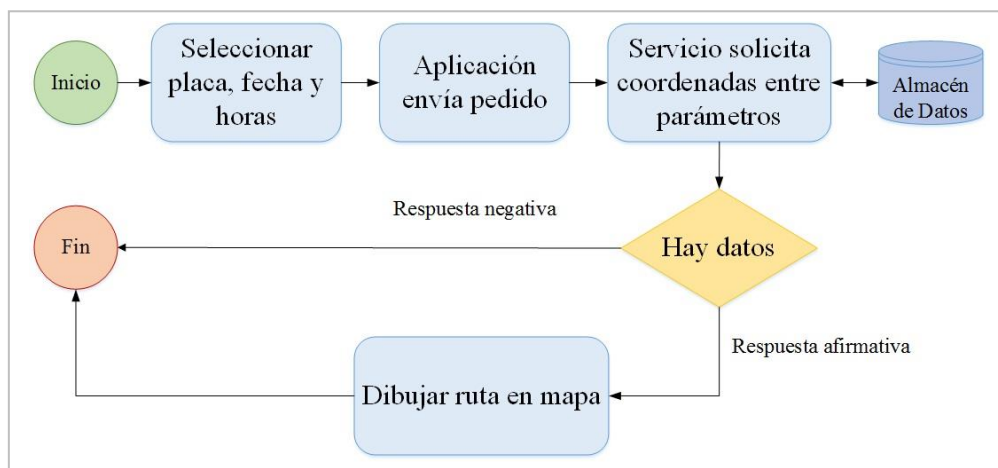 Inicio
Seleccionar
placa, fecha y
horas
Aplicación
envía pedido
Servicio solicita
coordenadas entre
parámetros
Almacén
de Datos
Respuesta negativa
Fin
Hay datos
Respuesta afirmativa
Dibujar ruta en mapa